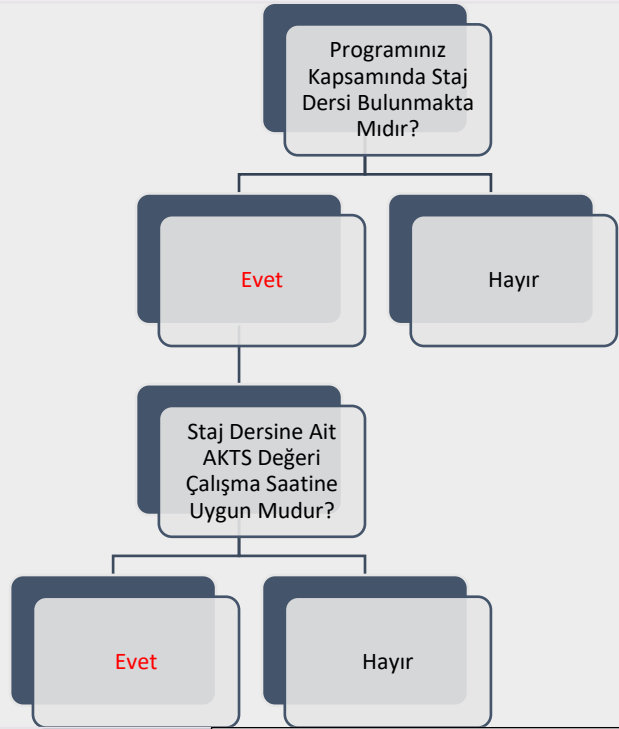 Programınız
Kapsamında Staj
Dersi Bulunmakta
Mıdır?
Evet
Hayır
Staj Dersine Ait
AKTS Değeri
Çalışma Saatine
Uygun Mudur?
Evet
Hayır